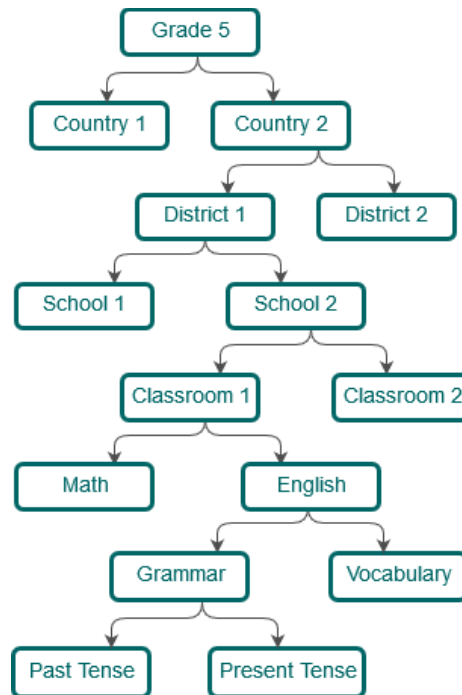 Grade 5
Country 1
Country 2
District 1
District 2
School 1
School 2
Classroom 1
Classroom 2
Math
English
Grammar
Vocabulary
Past Tense
Present Tense